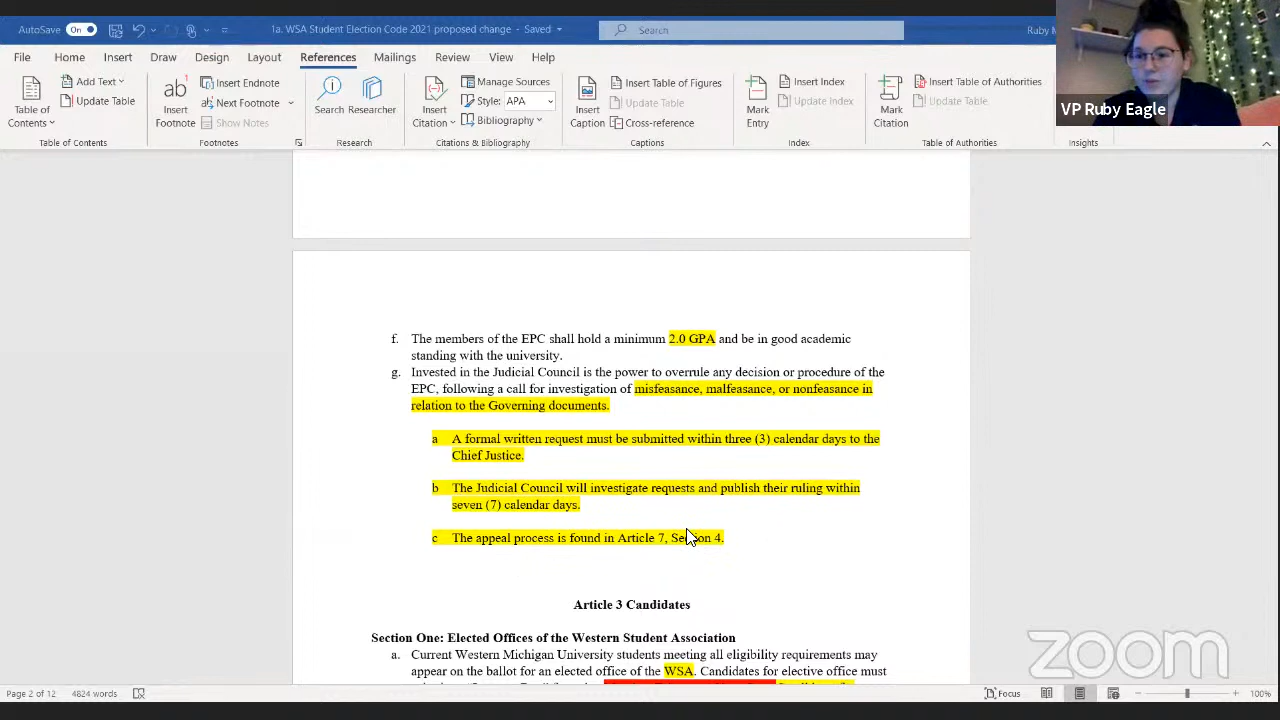 AutoSave On 1a. WSA Student Election Code 2021 proposed change - Saved Search Ruby
File Home Insert Draw Design Layout References Mailings Review View Help
Table of Contents Add Text Update Table Insert Footnote Insert Endnote Next Footnote Show Notes Search Researcher Insert Citation Manage Sources Style: APA Bibliography Insert Caption Insert Table of Figures Update Table Cross-reference Mark Entry Insert Index Update Index Mark Citation Insert Table of Authorities Update Table
Table of Contents Footnotes Research Citations & Bibliography Captions Index Table of Authorities Insights
VP Ruby Eagle
f. The members of the EPC shall hold a minimum 2.0 GPA and be in good academic
standing with the university.
g. Invested in the Judicial Council is the power to overrule any decision or procedure of the
EPC, following a call for investigation of misfeasance, malfeasance, or nonfeasance in
relation to the Governing documents.
a A formal written request must be submitted within three (3) calendar days to the
Chief Justice.
b The Judicial Council will investigate requests and publish their ruling within
seven (7) calendar days.
c The appeal process is found in Article 7, Section 4.
Article 3 Candidates
Section One: Elected Offices of the Western Student Association
a. Current Western Michigan University students meeting all eligibility requirements may
appear on the ballot for an elected office of the WSA. Candidates for elective office must
zoom
Page 2 of 12 4624 Focus 100%